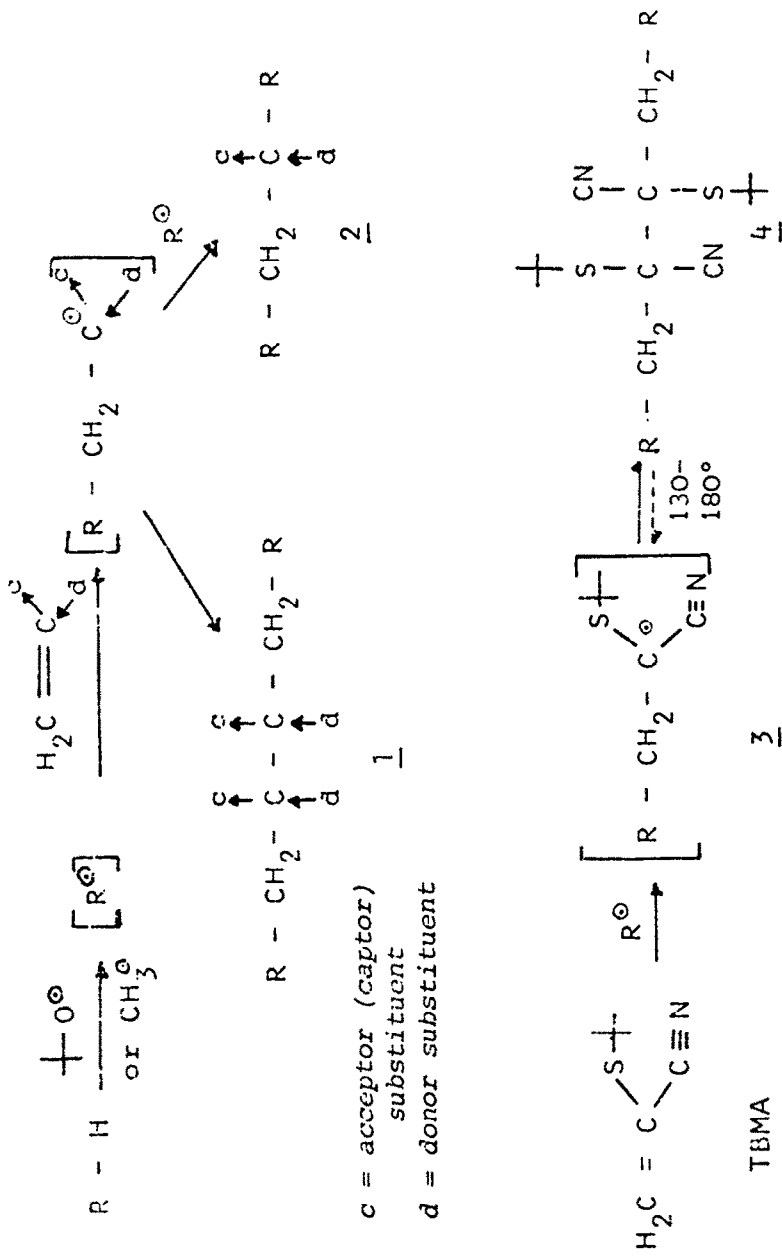 R - H
O⊙
or CH3⊙
[R⊙]
H2C = C
c
d
[R - CH2 - C⊙
c
d]
R⊙
R - CH2 - C - C - CH2 - R
c c
d d
1
R - CH2 - C - R
c
d
2
c = acceptor (captor)
substituent
d = donor substituent
H2C = C
S
C≡N
TBMA
R⊙
[R - CH2 - C⊙
S
C≡N]
3
130-
180°
CN
S
R - CH2 - C - C - CH2 - R
CN
S
4